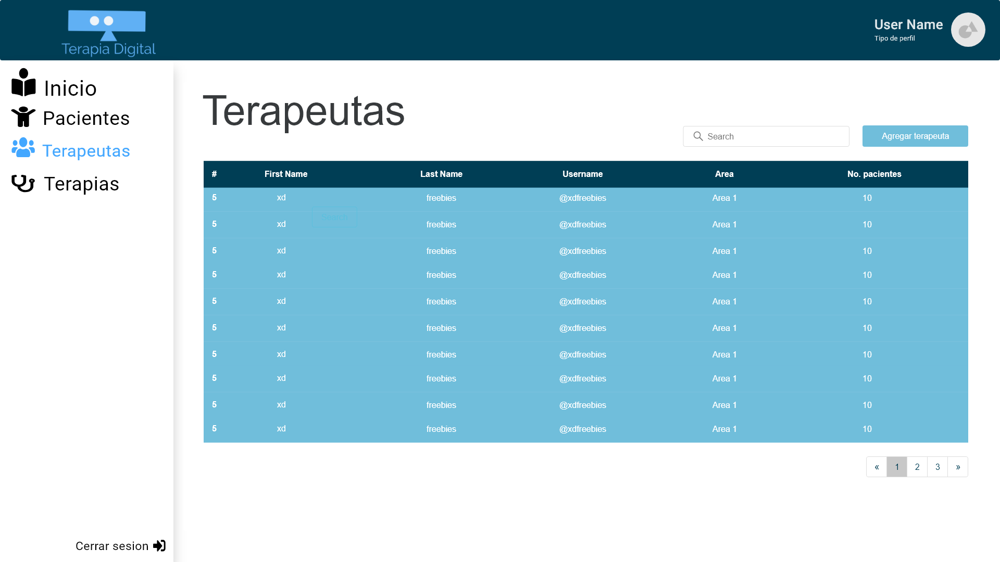 Terapia Digital
User Name
Tipo de perfil
Inicio
Pacientes
Terapeutas
Terapias
Cerrar sesion
Terapeutas
Search
Agregar terapeuta
# First Name Last Name Username Area No. pacientes
5 xd freebies @xdfreebies Area 1 10
Search
5 xd freebies @xdfreebies Area 1 10
5 xd freebies @xdfreebies Area 1 10
5 xd freebies @xdfreebies Area 1 10
5 xd freebies @xdfreebies Area 1 10
5 xd freebies @xdfreebies Area 1 10
5 xd freebies @xdfreebies Area 1 10
5 xd freebies @xdfreebies Area 1 10
5 xd freebies @xdfreebies Area 1 10
5 xd freebies @xdfreebies Area 1 10
« 1 2 3 »